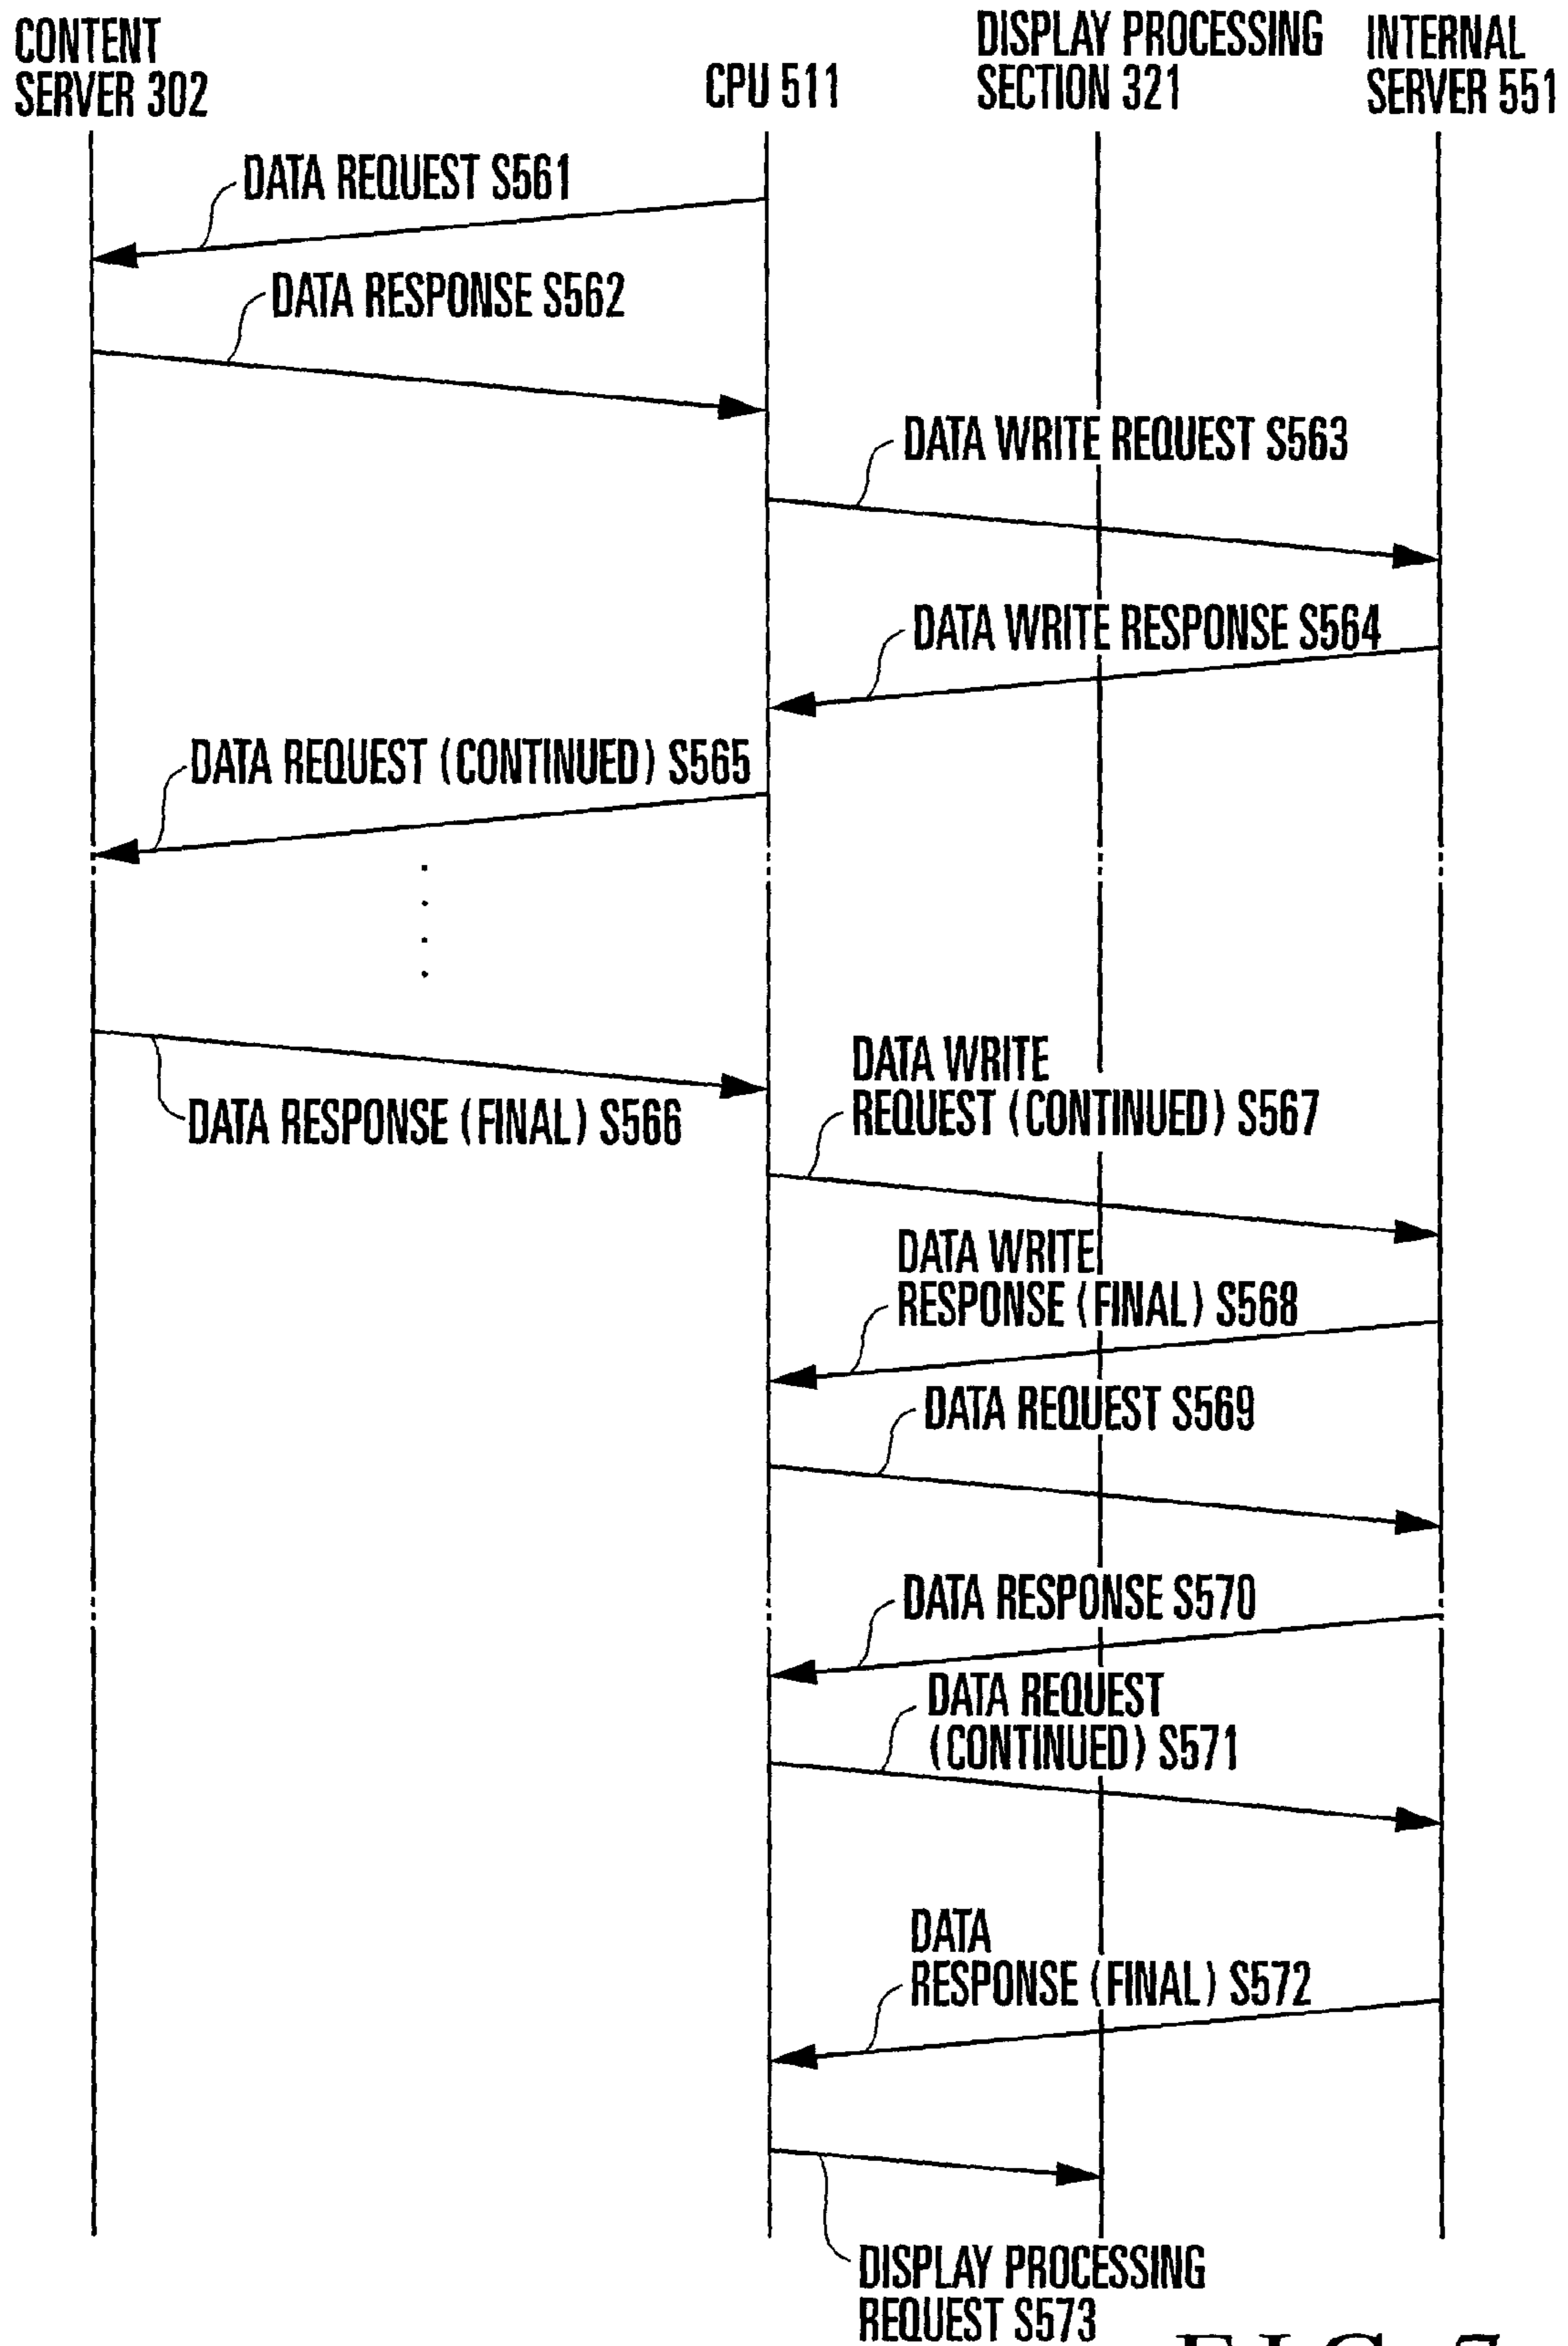 CONTENT
SERVER 302
CPU 511
DISPLAY PROCESSING
SECTION 321
INTERNAL
SERVER 551
DATA REQUEST S561
DATA RESPONSE S562
DATA WRITE REQUEST S563
DATA WRITE RESPONSE S564
DATA REQUEST (CONTINUED) S565
DATA RESPONSE (FINAL) S566
DATA WRITE
REQUEST (CONTINUED) S567
DATA WRITE
RESPONSE (FINAL) S568
DATA REQUEST S569
DATA RESPONSE S570
DATA REQUEST
(CONTINUED) S571
DATA
RESPONSE (FINAL) S572
DISPLAY PROCESSING
REQUEST S573